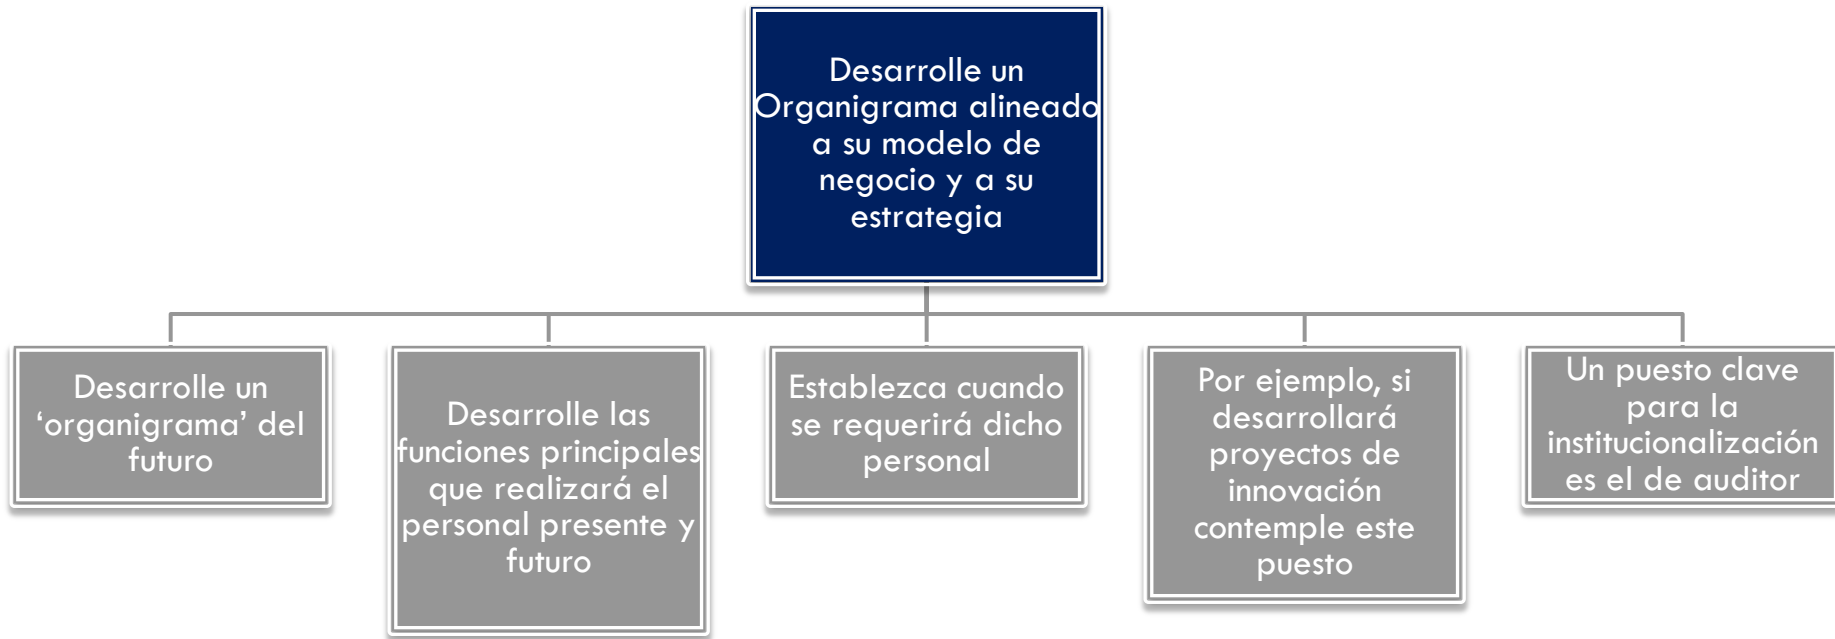 Desarrolle un
Organigrama alineado
a su modelo de
negocio y a su
estrategia
Desarrolle un
‘organigrama’ del
futuro
Desarrolle las
funciones principales
que realizará el
personal presente y
futuro
Establezca cuando
se requerirá dicho
personal
Por ejemplo, si
desarrollará
proyectos de
innovación
contemple este
puesto
Un puesto clave
para la
institucionalización
es el de auditor